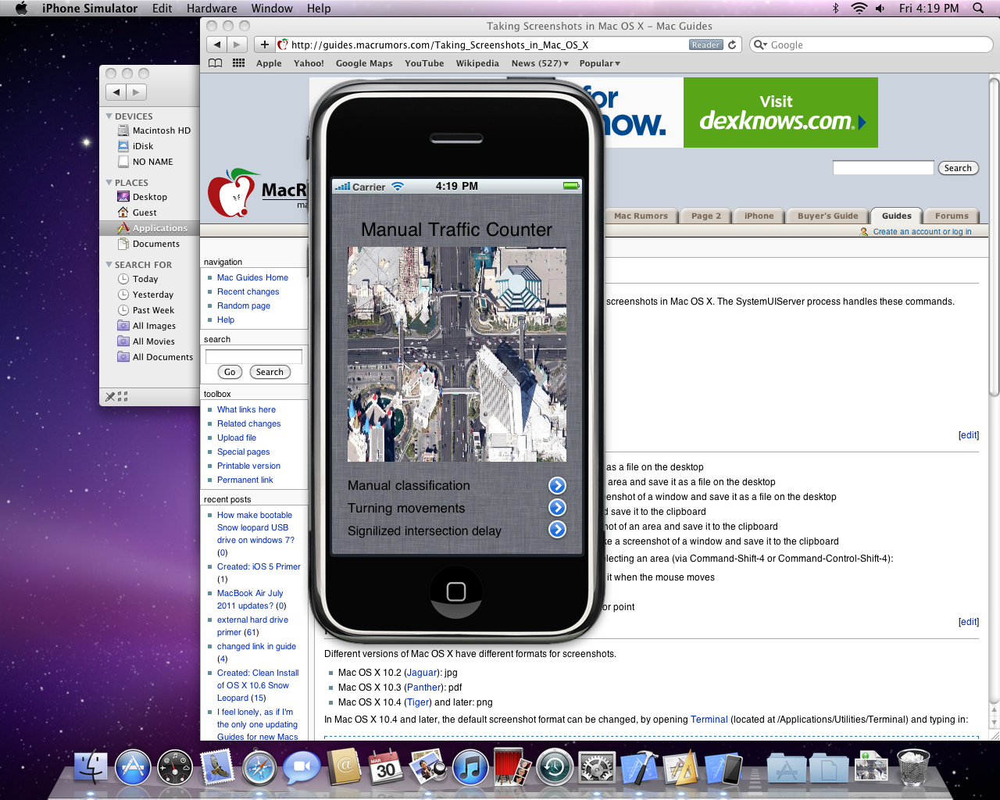 iPhone Simulator Edit Hardware Window Help Fri 4:19 PM
Taking Screenshots in Mac OS X – Mac Guides
http://guides.macrumors.com/Taking_Screenshots_in_Mac_OS_X Reader Google
Apple Yahoo! Google Maps YouTube Wikipedia News (527)▾ Popular▾
DEVICES
Macintosh HD
iDisk
NO NAME
PLACES
Desktop
Guest
Applications
Documents
SEARCH FOR
Today
Yesterday
Past Week
All Images
All Movies
All Documents
for
now.
Visit
dexknows.com
Search
MacR
ma
Mac Rumors Page 2 iPhone Buyer's Guide Guides Forums
Create an account or log in
navigation
Mac Guides Home
Recent changes
Random page
Help
search
Go Search
toolbox
What links here
Related changes
Upload file
Special pages
Printable version
Permanent link
recent posts
How make bootable
Snow leopard USB
drive on windows 7?
(0)
Created: iOS 5 Primer
(1)
MacBook Air July
2011 updates? (0)
external hard drive
primer (61)
changed link in guide
(4)
Created: Clean Install
of OS X 10.6 Snow
Leopard (15)
I feel lonely, as if I'm
the only one updating
Guides for new Macs
Carrier 4:19 PM
Manual Traffic Counter
Manual classification
Turning movements
Signilized intersection delay
screenshots in Mac OS X. The SystemUIServer process handles these commands.
[edit]
as a file on the desktop
area and save it as a file on the desktop
enshot of a window and save it as a file on the desktop
d save it to the clipboard
hot of an area and save it to the clipboard
ke a screenshot of a window and save it to the clipboard
electing an area (via Command-Shift-4 or Command-Control-Shift-4):
it when the mouse moves
or point
[edit]
Different versions of Mac OS X have different formats for screenshots.
Mac OS X 10.2 (Jaguar): jpg
Mac OS X 10.3 (Panther): pdf
Mac OS X 10.4 (Tiger) and later: png
In Mac OS X 10.4 and later, the default screenshot format can be changed, by opening Terminal (located at /Applications/Utilities/Terminal) and typing in:
MAR
30